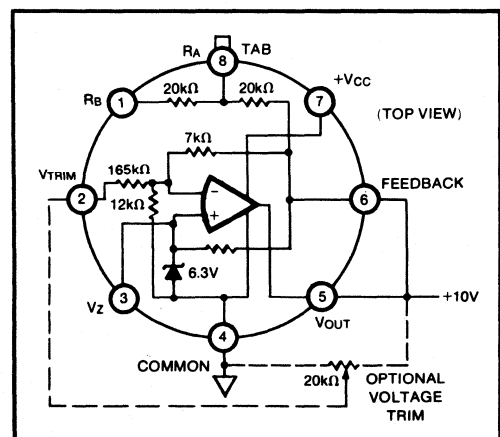 RA TAB
8
+VCC
RB
1
20kΩ
20kΩ
7
(TOP VIEW)
7kΩ
VTRIM
165kΩ
FEEDBACK
2
12kΩ
−
+
6
6.3V
3
5
+10V
VZ
VOUT
4
COMMON
20kΩ
OPTIONAL
VOLTAGE
TRIM